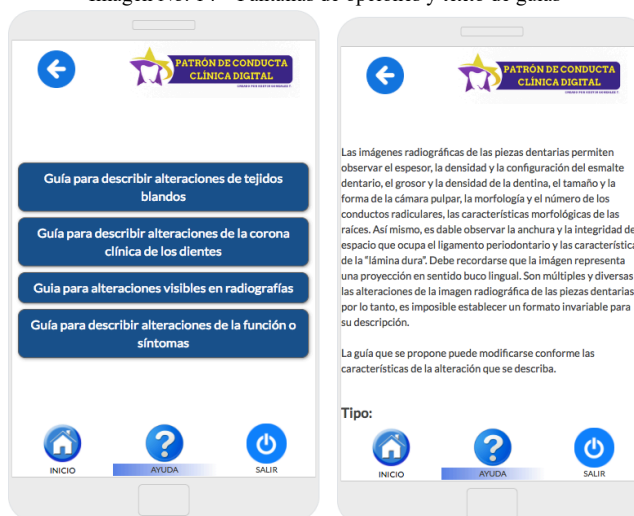 Imagen No. 14 – Pantallas de opciones y texto de guías
PATRÓN DE CONDUCTA
CLÍNICA DIGITAL
Guía para describir alteraciones de tejidos
blandos
Guía para describir alteraciones de la corona
clínica de los dientes
Guia para alteraciones visibles en radiografías
Guía para describir alteraciones de la función o
síntomas
INICIO
AYUDA
SALIR
PATRÓN DE CONDUCTA
CLÍNICA DIGITAL
Las imágenes radiográficas de las piezas dentarias permiten
observar el espesor, la densidad y la configuración del esmalte
dentario, el grosor y la densidad de la dentina, el tamaño y la
forma de la cámara pulpar, la morfología y el número de los
conductos radiculares, las características morfológicas de las
raíces. Así mismo, es dable observar la anchura y la integridad de
espacio que ocupa el ligamento periodontario y las característica
de la "lámina dura". Debe recordarse que la imágen representa
una proyección en sentido buco lingual. Son múltiples y diversas
las alteraciones de la imagen radiográfica de las piezas dentarias
por lo tanto, es imposible establecer un formato invariable para
su descripción.
La guía que se propone puede modificarse conforme las
características de la alteración que se describa.
Tipo:
INICIO
AYUDA
SALIR